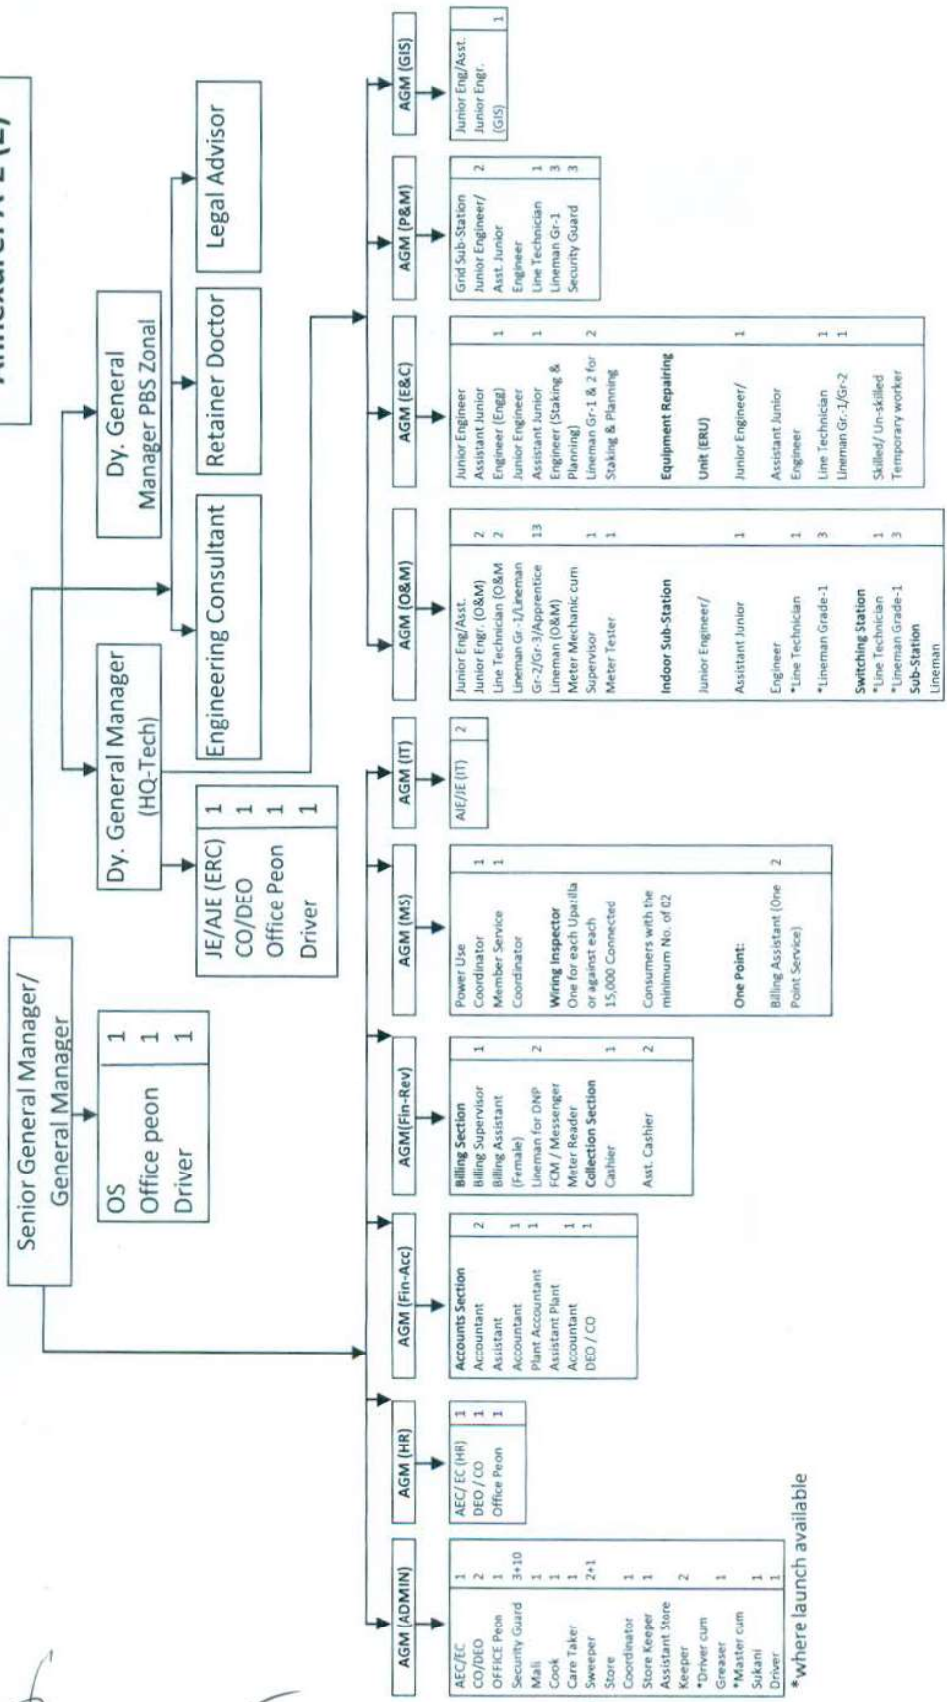 Senior General Manager/
General Manager
OS 1
Office peon 1
Driver 1
Dy. General Manager
(HQ-Tech)
Dy. General
Manager PBS Zonal
JE/AJE (ERC) 1
CO/DEO 1
Office Peon 1
Driver 1
Engineering Consultant
Retainer Doctor
Legal Advisor
AGM (ADMIN)
AEC/EC 1
CO/DEO 2
OFFICE Peon 1
Security Guard 3+10
Mali 1
Cook 1
Care Taker 1
Sweeper 2+1
Store
Coordinator 1
Store Keeper 1
Assistant Store
Keeper 2
*Driver cum
Greaser 1
*Master cum
Sukani 1
Driver 1
*where launch available
AGM (HR)
AEC/ EC (HR) 1
DEO / CO 1
Office Peon 1
AGM (Fin-Acc)
Accounts Section
Accountant 2
Assistant
Accountant 1
Plant Accountant 1
Assistant Plant
Accountant 1
DEO / CO 1
AGM(Fin-Rev)
Billing Section
Billing Supervisor 1
Billing Assistant
(Female)
Lineman for DNP 2
FCM / Messenger
Meter Reader
Collection Section
Cashier 1
Asst. Cashier 2
AGM (MS)
Power Use
Coordinator 1
Member Service 1
Coordinator
Wiring Inspector
One for each Upazilla
or against each
15,000 Connected
Consumers with the
minimum No. of 02
One Point:
Billing Assistant (One 2
Point Service)
AGM (IT)
AJE/JE (IT) 2
AGM (O&M)
Junior Eng/Asst.
Junior Engr. (O&M) 2
Line Technician (O&M 2
Lineman Gr.-1/Lineman
Gr-2/Gr-3/Apprentice 13
Lineman (O&M)
Meter Mechanic cum
Supervisor 1
Meter Tester 1
Indoor Sub-Station
Junior Engineer/
Assistant Junior 1
Engineer
*Line Technician 1
*Lineman Grade-1 3
Switching Station
*Line Technician 1
*Lineman Grade-1 3
Sub-Station
Lineman
AGM (E&C)
Junior Engineer
Assistant Junior
Engineer (Engg) 1
Junior Engineer
Assistant Junior 1
Engineer (Staking &
Planning)
Lineman Gr-1 & 2 for 2
Staking & Planning
Equipment Repairing
Unit (ERU)
Junior Engineer/ 1
Assistant Junior
Engineer
Line Technician 1
Lineman Gr.-1/Gr-2 1
Skilled/ Un-skilled
Temporary worker
AGM (P&M)
Grid Sub-Station
Junior Engineer/ 2
Asst. Junior
Engineer
Line Technician 1
Lineman Gr-1 3
Security Guard 3
AGM (GIS)
Junior Eng/Asst.
Junior Engr.
(GIS) 1